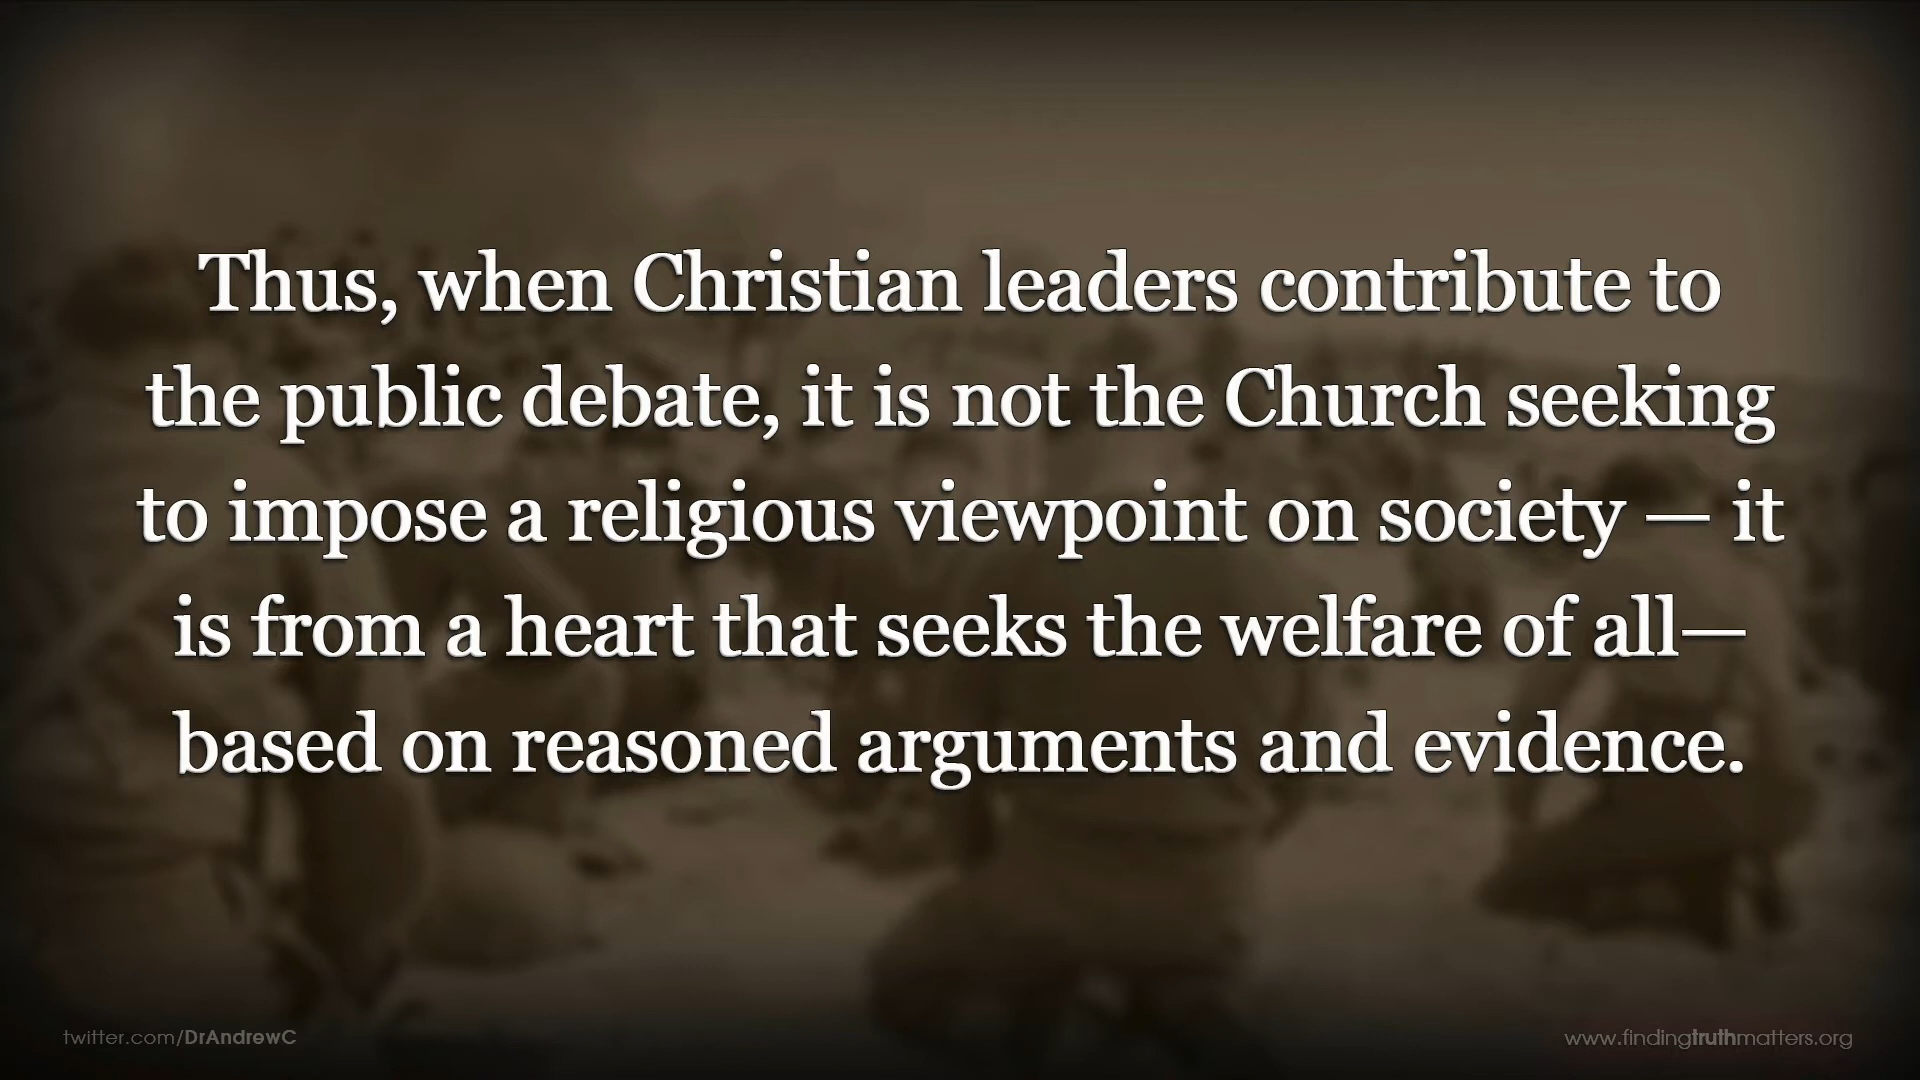 Thus, when Christian leaders contribute to
the public debate, it is not the Church seeking
to impose a religious viewpoint on society — it
is from a heart that seeks the welfare of all—
based on reasoned arguments and evidence.
twitter.com/DrAndrewC
www.findingtruthmatters.org